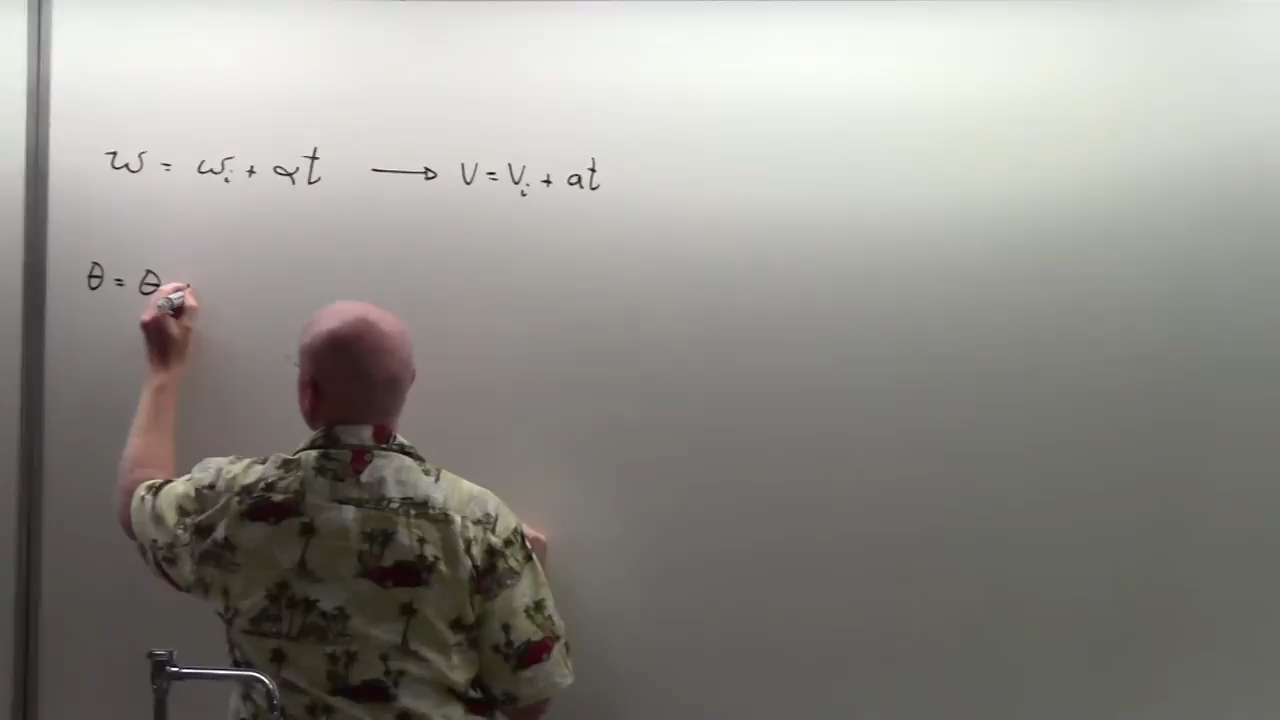 ω = ωᵢ + αt ⟶ V = Vᵢ + at
θ = θ